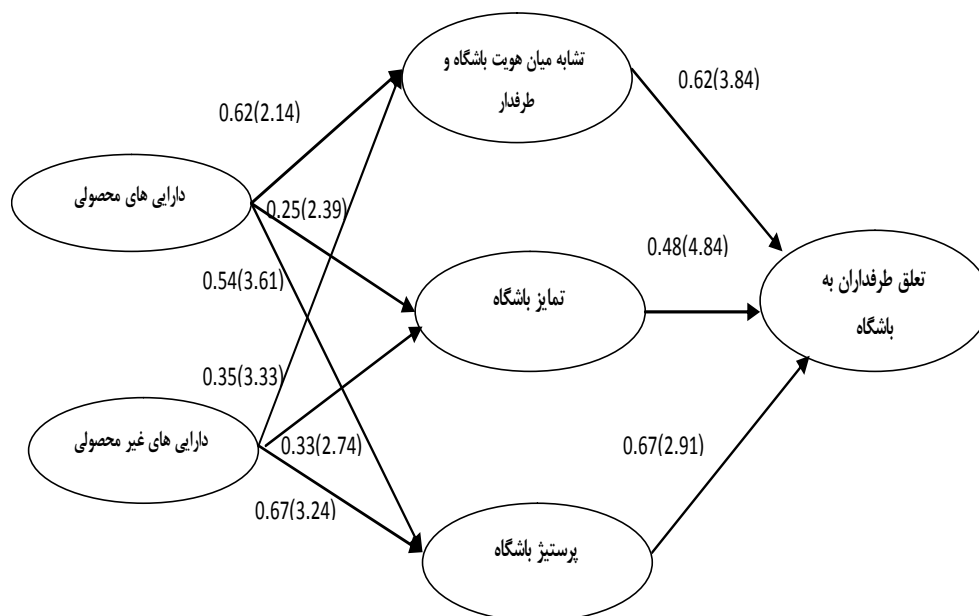 تشابه میان هویت باشگاه و
طرفدار
0.62(3.84)
0.62(2.14)
دارایی های محصولی
0.25(2.39)
0.48(4.84)
تعلق طرفداران به
باشگاه
0.54(3.61)
تمایز باشگاه
0.35(3.33)
دارایی های غیر محصولی
0.33(2.74)
0.67(2.91)
0.67(3.24)
پرستیژ باشگاه